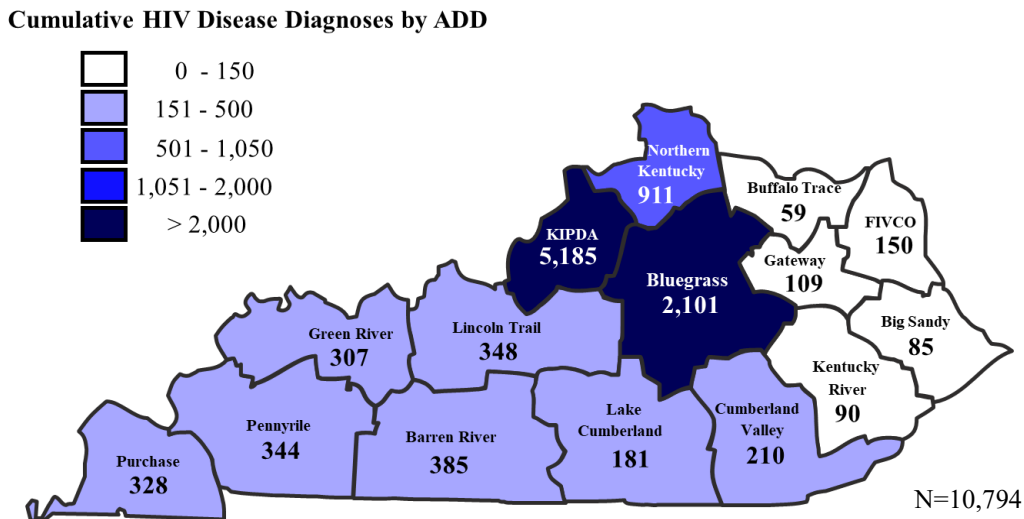 Cumulative HIV Disease Diagnoses by ADD
0 - 150
151 - 500
501 - 1,050
1,051 - 2,000
> 2,000
Northern
Kentucky
911
Buffalo Trace
59
FIVCO
150
KIPDA
5,185
Gateway
109
Bluegrass
2,101
Big Sandy
85
Green River
307
Lincoln Trail
348
Kentucky
River
90
Lake
Cumberland
181
Cumberland
Valley
210
Pennyrile
344
Barren River
385
Purchase
328
N=10,794